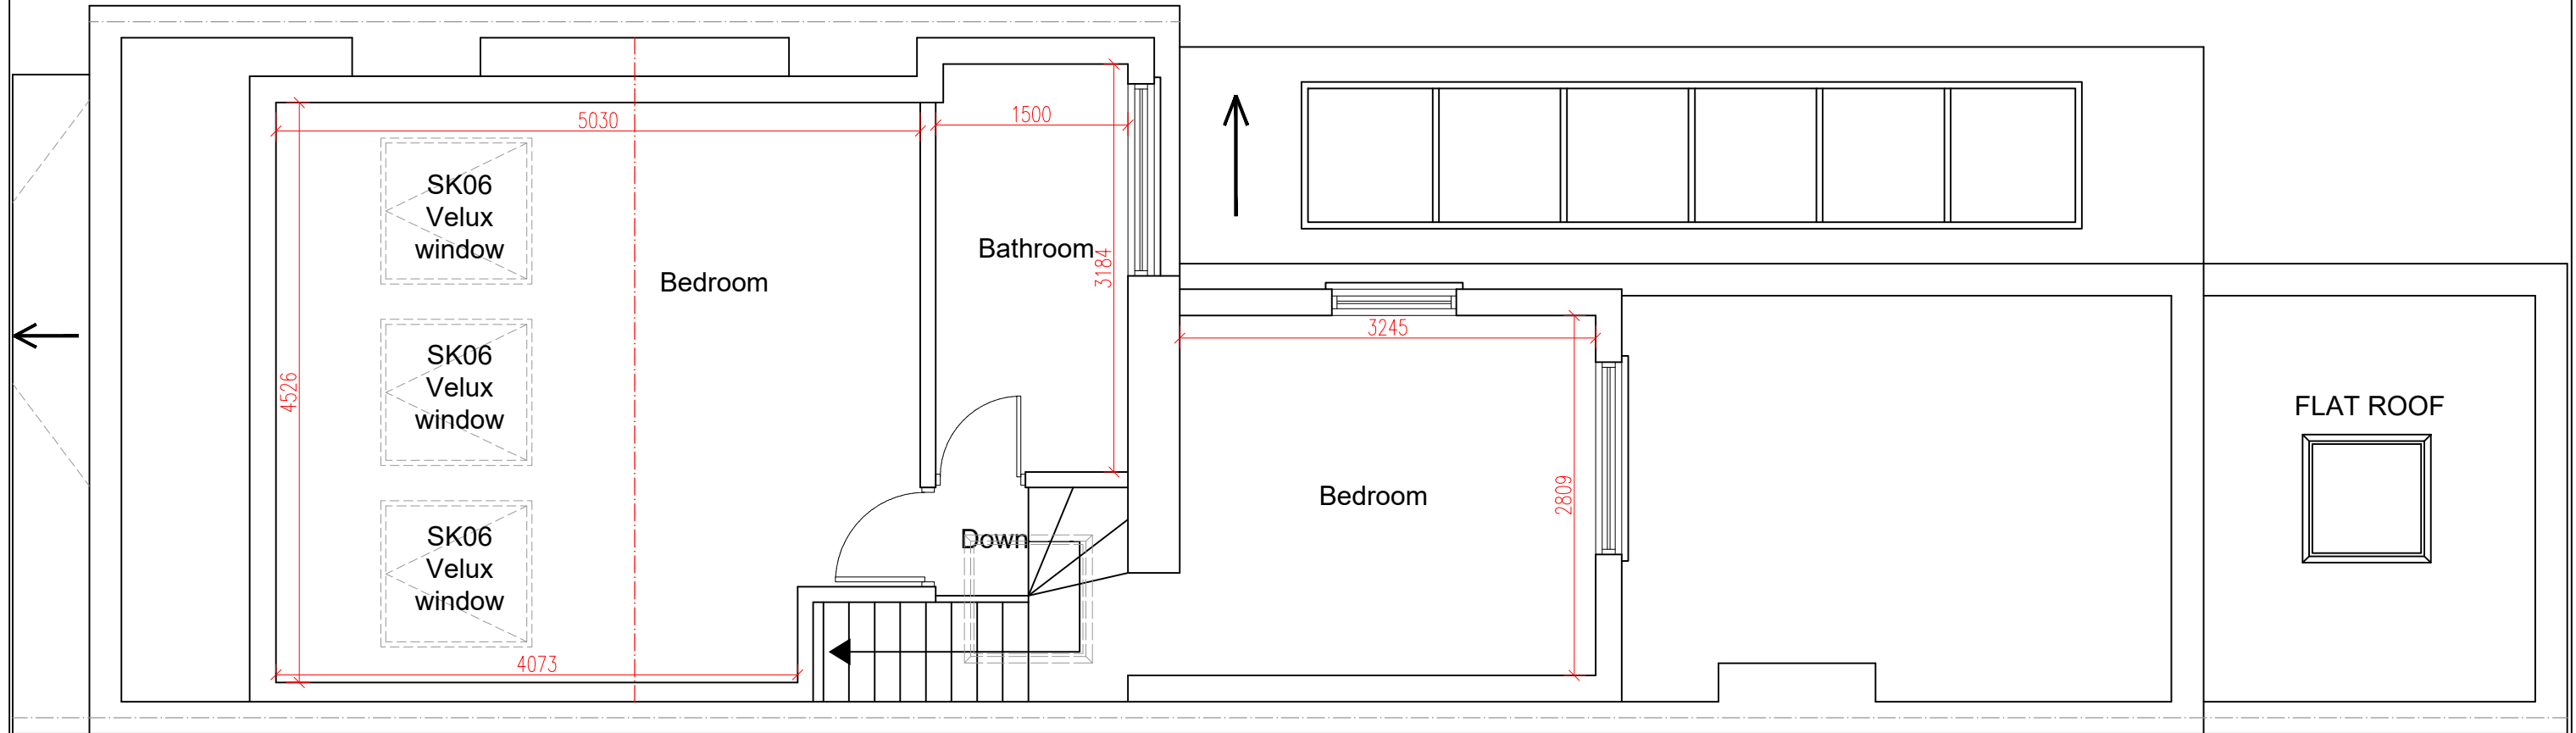 5030
1500
SK06
Velux
window
Bathroom
3184
Bedroom
3245
SK06
Velux
window
4526
FLAT ROOF
Bedroom
2809
SK06
Velux
window
Down
4073